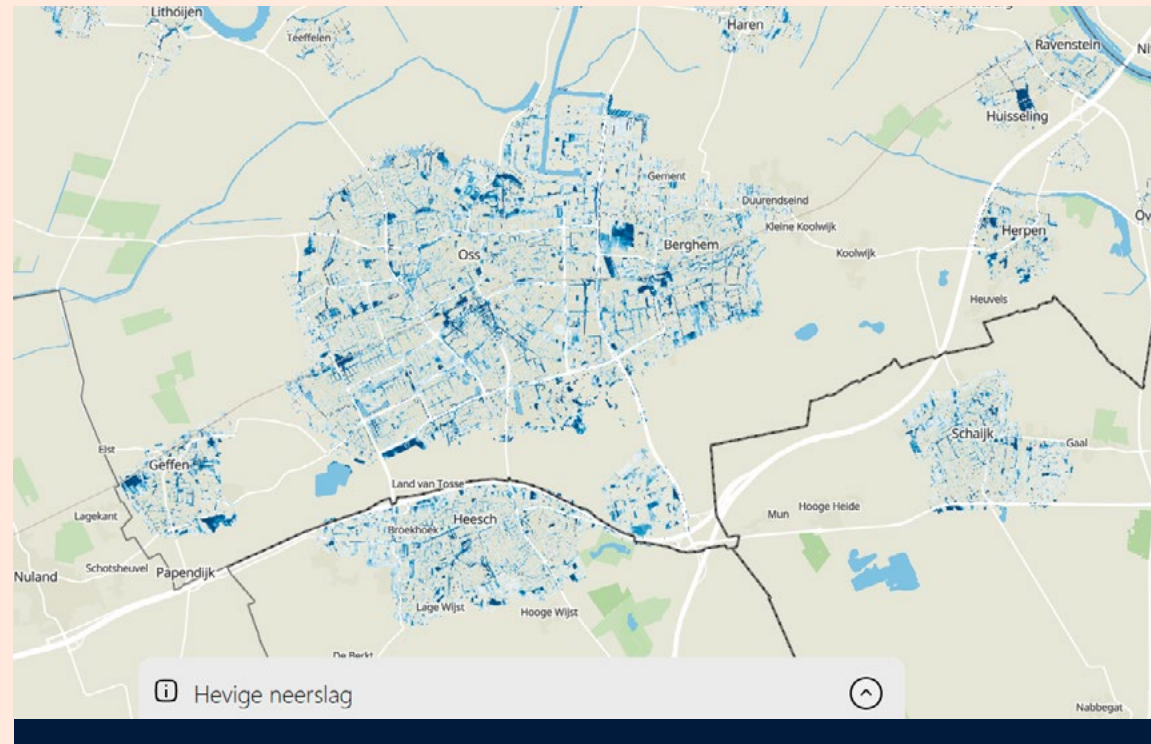 Lithoijen
Teeffelen
Haren
Ravenstein
Huisseling
Gement
Duurendseind
Kleine Koolwijk
Herpen
Berghem
Koolwijk
Oss
Heuvels
Schaijk
Gaal
Elst
Geffen
Land van Tosse
Lagekant
Heesch
Broekhoek
Mun
Hooge Heide
Nuland
Schotsheuvel
Papendijk
Lage Wijst
Hooge Wijst
De Berkt
Hevige neerslag
Nabbegat